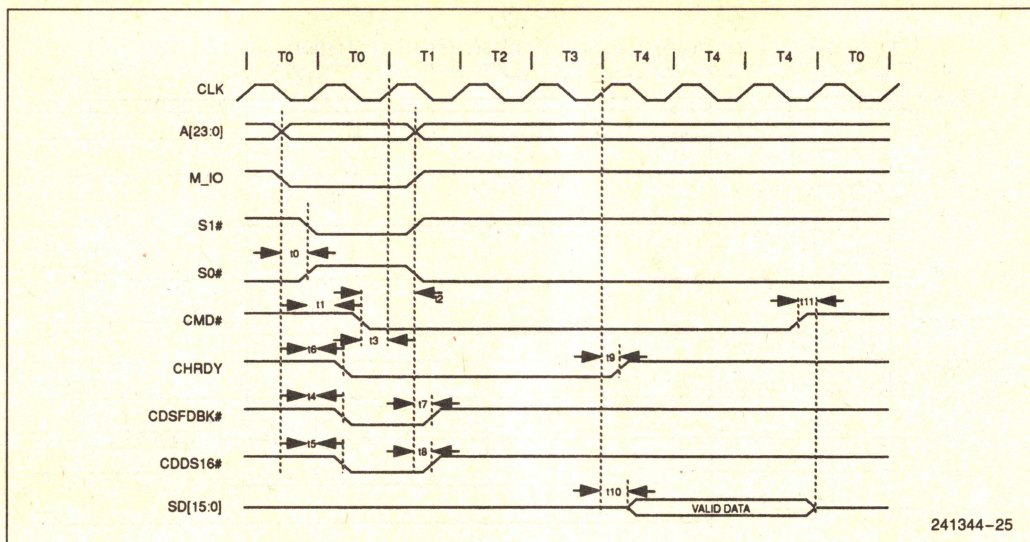 T0 T0 T1 T2 T3 T4 T4 T4 T0
CLK
A[23:0]
M_IO
S1#
t0
S0#
t2
t1
CMD#
t11
t3
t6
t9
CHRDY
t4
t7
CDSFDBK#
t5
t8
CDDS16#
t10
SD[15:0]
VALID DATA
241344-25